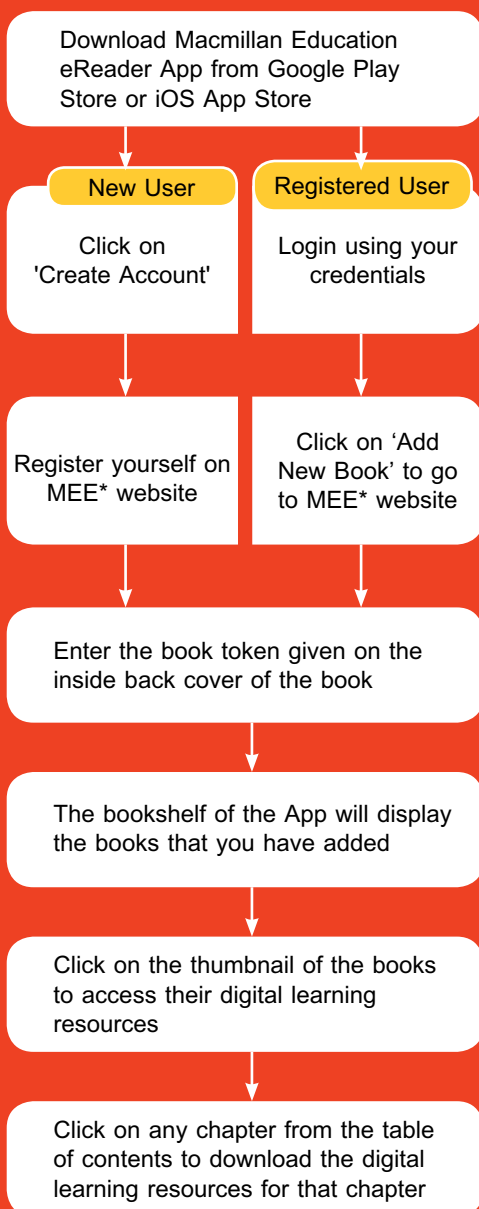 Download Macmillan Education
eReader App from Google Play
Store or iOS App Store
New User
Click on
'Create Account'
Registered User
Login using your
credentials
Register yourself on
MEE* website
Click on ‘Add
New Book’ to go
to MEE* website
Enter the book token given on the
inside back cover of the book
The bookshelf of the App will display
the books that you have added
Click on the thumbnail of the books
to access their digital learning
resources
Click on any chapter from the table
of contents to download the digital
learning resources for that chapter